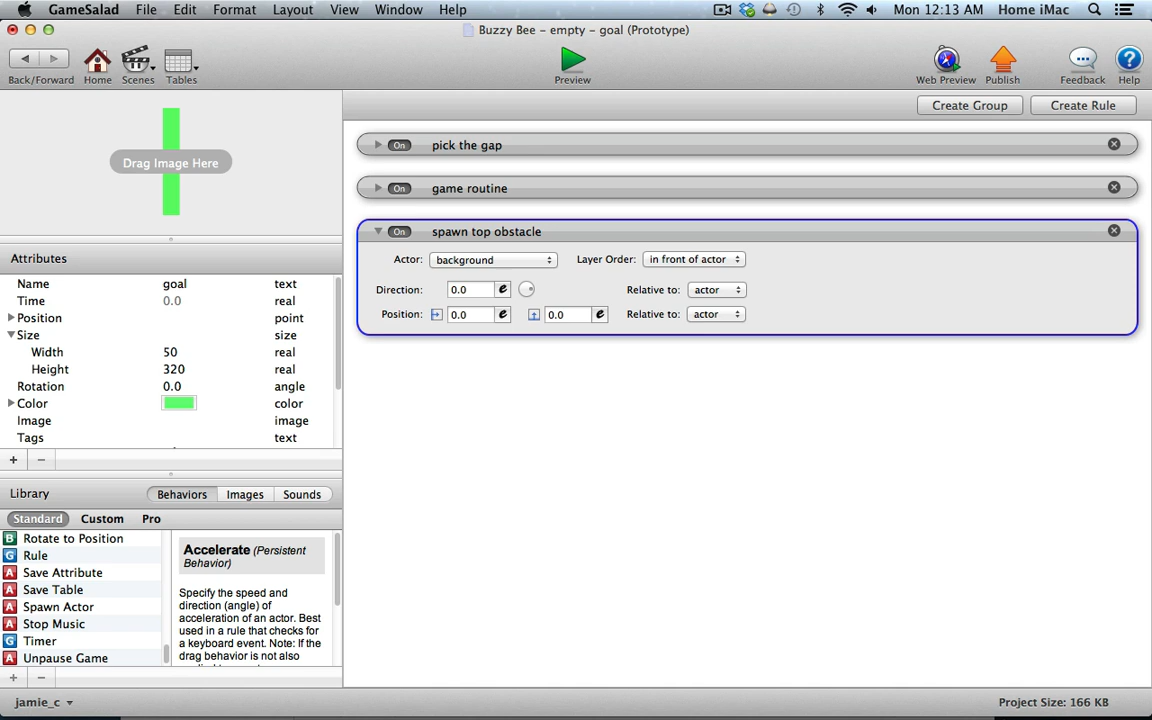 GameSalad File Edit Format Layout View Window Help Mon 12:13 AM Home iMac
Buzzy Bee - empty - goal (Prototype)
Back/Forward Home Scenes Tables Preview Web Preview Publish Feedback Help
Create Group Create Rule
Drag Image Here
On pick the gap
On game routine
On spawn top obstacle
Actor: background Layer Order: in front of actor
Direction: 0.0 e Relative to: actor
Position: 0.0 e 0.0 e Relative to: actor
Attributes
Name goal text
Time 0.0 real
Position point
Size size
Width 50 real
Height 320 real
Rotation 0.0 angle
Color color
Image image
Tags text
Library Behaviors Images Sounds
Standard Custom Pro
B Rotate to Position
G Rule
A Save Attribute
A Save Table
A Spawn Actor
A Stop Music
G Timer
A Unpause Game
Accelerate (Persistent
Behavior)
Specify the speed and
direction (angle) of
acceleration of an actor. Best
used in a rule that checks for
a keyboard event. Note: If the
drag behavior is not also
jamie_c Project Size: 166 KB